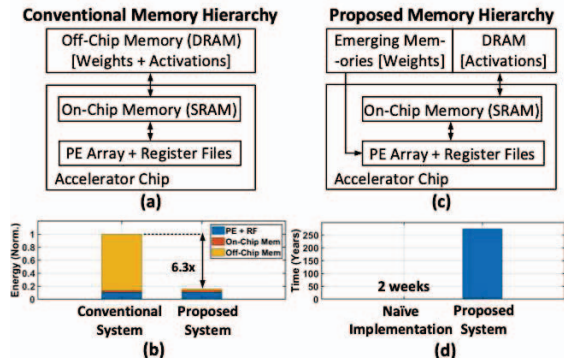 Conventional Memory Hierarchy
Off-Chip Memory (DRAM)
[Weights + Activations]
On-Chip Memory (SRAM)
PE Array + Register Files
Accelerator Chip
(a)
Proposed Memory Hierarchy
Emerging Mem-
-ories [Weights]
DRAM
[Activations]
On-Chip Memory (SRAM)
PE Array + Register Files
Accelerator Chip
(c)
Energy (Norm.)
1
0.8
0.6
0.4
0.2
0
PE + RF
On-Chip Mem
Off-Chip Mem
6.3x
Conventional
System
Proposed
System
(b)
Time (Years)
250
200
150
100
50
0
2 weeks
Naïve
Implementation
Proposed
System
(d)